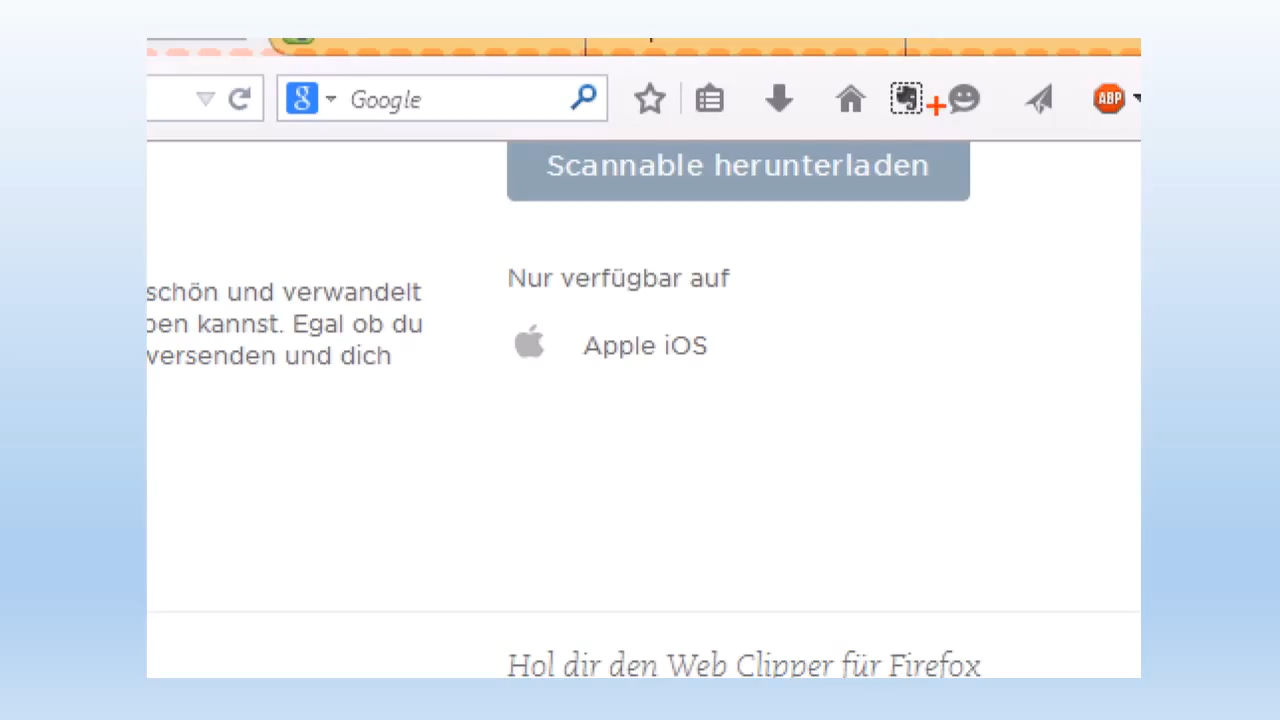 Google
ABP
Scannable herunterladen
schön und verwandelt
ben kannst. Egal ob du
versenden und dich
Nur verfügbar auf
Apple iOS
Hol dir den Web Clipper für Firefox